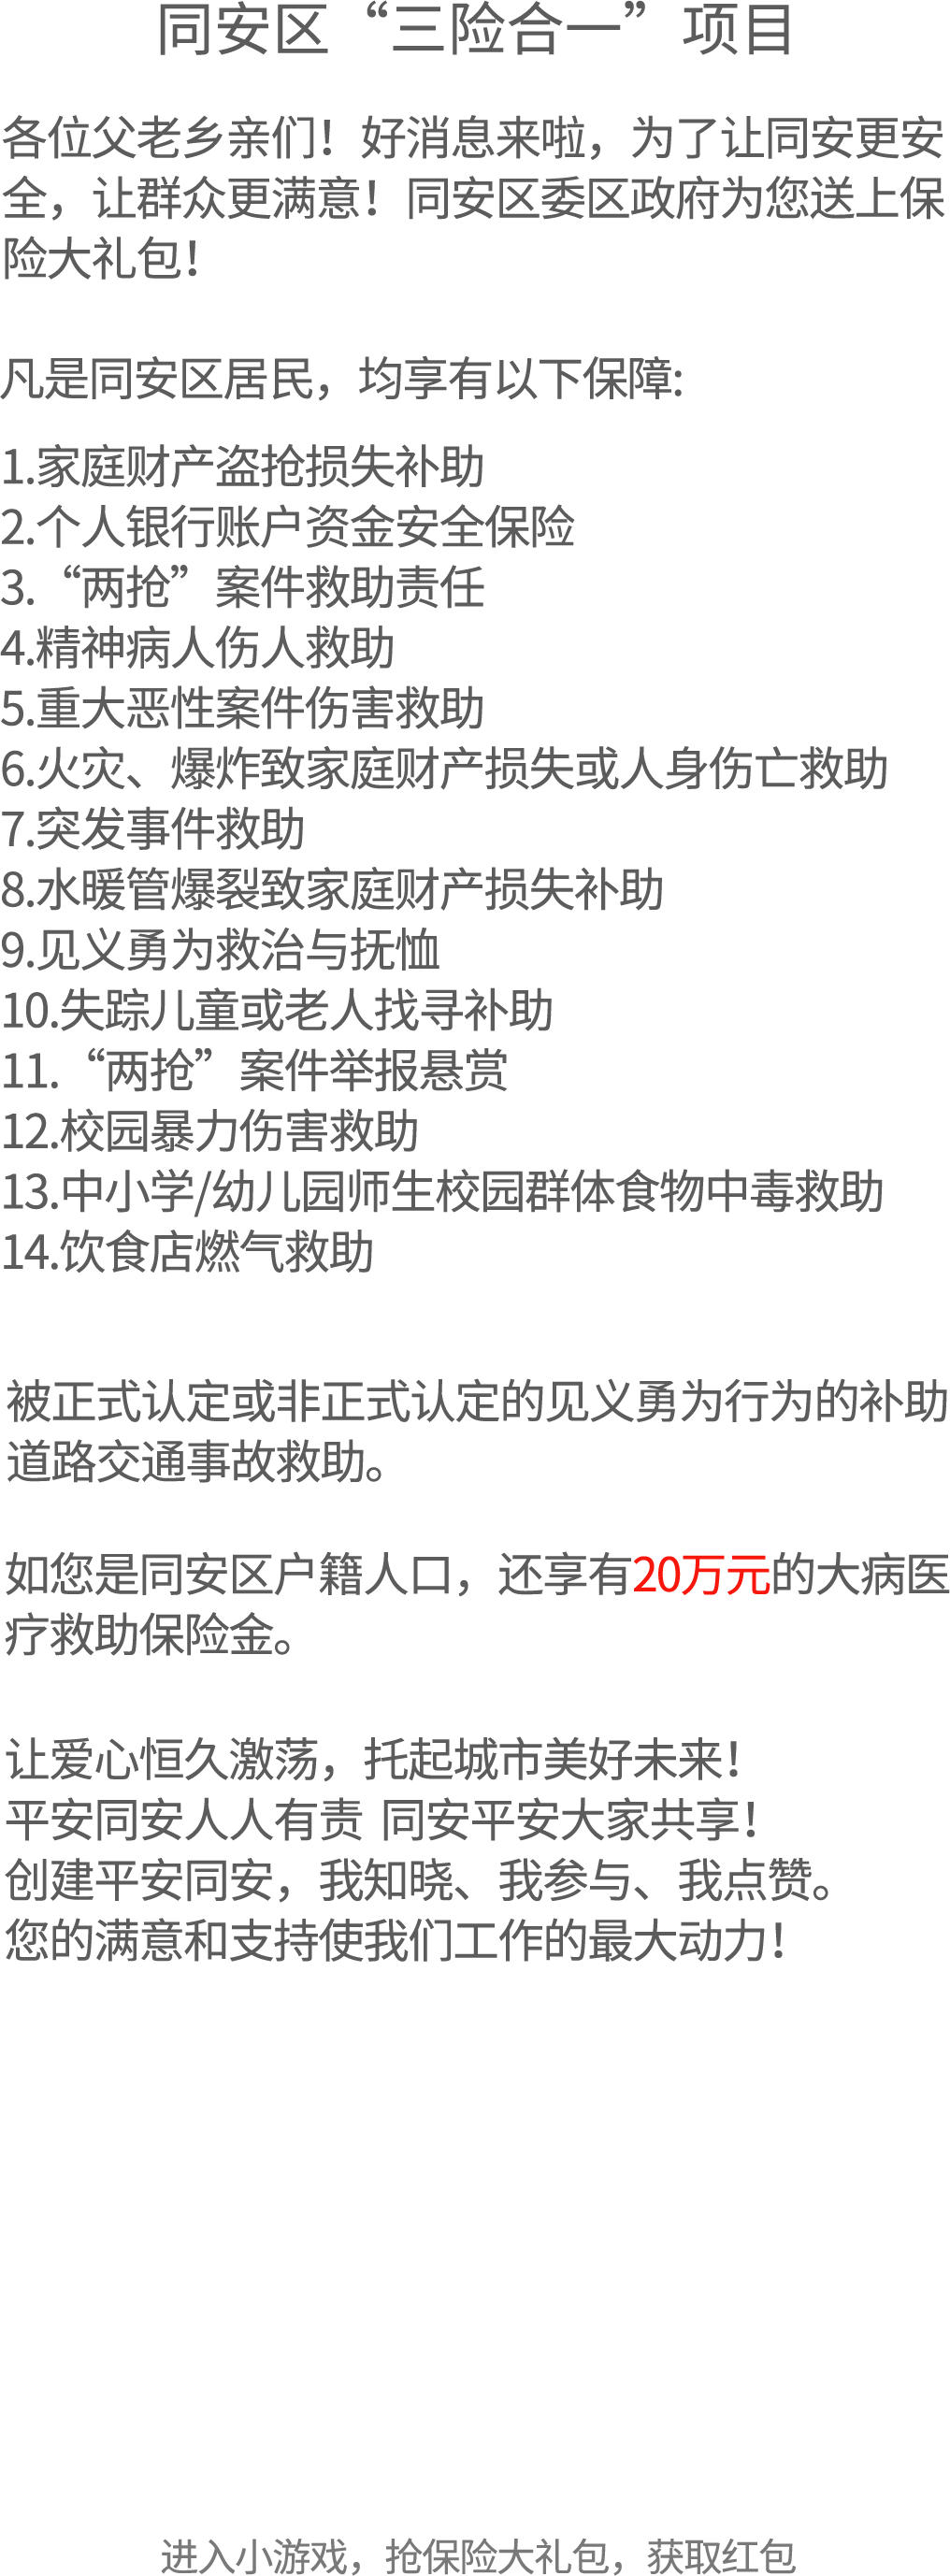 同安区“三险合一”项目
各位父老乡亲们！好消息来啦，为了让同安更安
全，让群众更满意！同安区委区政府为您送上保
险大礼包！
凡是同安区居民，均享有以下保障:
1.家庭财产盗抢损失补助
2.个人银行账户资金安全保险
3.“两抢”案件救助责任
4.精神病人伤人救助
5.重大恶性案件伤害救助
6.火灾、爆炸致家庭财产损失或人身伤亡救助
7.突发事件救助
8.水暖管爆裂致家庭财产损失补助
9.见义勇为救治与抚恤
10.失踪儿童或老人找寻补助
11.“两抢”案件举报悬赏
12.校园暴力伤害救助
13.中小学/幼儿园师生校园群体食物中毒救助
14.饮食店燃气救助
被正式认定或非正式认定的见义勇为行为的补助
道路交通事故救助。
如您是同安区户籍人口，还享有20万元的大病医
疗救助保险金。
让爱心恒久激荡，托起城市美好未来！
平安同安人人有责 同安平安大家共享！
创建平安同安，我知晓、我参与、我点赞。
您的满意和支持使我们工作的最大动力！
进入小游戏，抢保险大礼包，获取红包